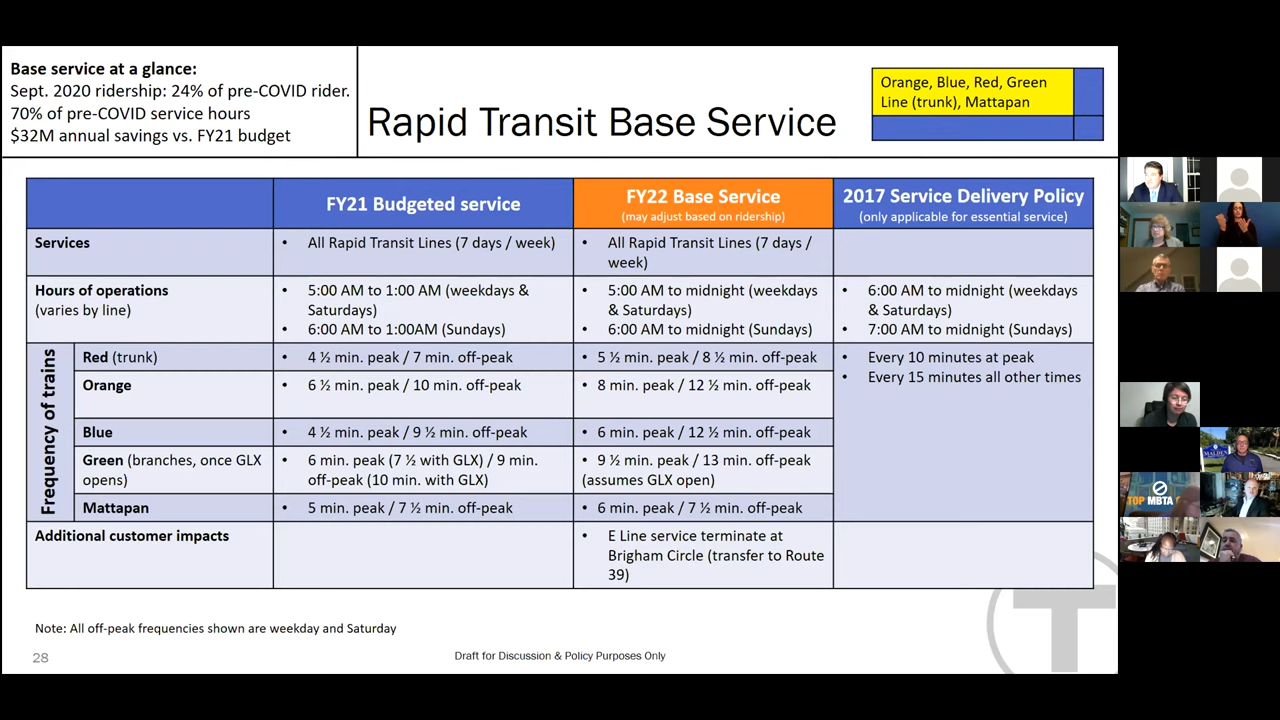 Base service at a glance:
Sept. 2020 ridership: 24% of pre-COVID rider.
70% of pre-COVID service hours
$32M annual savings vs. FY21 budget
Rapid Transit Base Service
Orange, Blue, Red, Green
Line (trunk), Mattapan
FY21 Budgeted service
FY22 Base Service
(may adjust based on ridership)
2017 Service Delivery Policy
(only applicable for essential service)
Services
• All Rapid Transit Lines (7 days / week)
• All Rapid Transit Lines (7 days /
week)
Hours of operations
(varies by line)
• 5:00 AM to 1:00 AM (weekdays &
Saturdays)
• 6:00 AM to 1:00AM (Sundays)
• 5:00 AM to midnight (weekdays
& Saturdays)
• 6:00 AM to midnight (Sundays)
• 6:00 AM to midnight (weekdays
& Saturdays)
• 7:00 AM to midnight (Sundays)
Frequency of trains
Red (trunk)
• 4 ½ min. peak / 7 min. off-peak
• 5 ½ min. peak / 8 ½ min. off-peak
• Every 10 minutes at peak
• Every 15 minutes all other times
Orange
• 6 ½ min. peak / 10 min. off-peak
• 8 min. peak / 12 ½ min. off-peak
Blue
• 4 ½ min. peak / 9 ½ min. off-peak
• 6 min. peak / 12 ½ min. off-peak
Green (branches, once GLX
opens)
• 6 min. peak (7 ½ with GLX) / 9 min.
off-peak (10 min. with GLX)
• 9 ½ min. peak / 13 min. off-peak
(assumes GLX open)
Mattapan
• 5 min. peak / 7 ½ min. off-peak
• 6 min. peak / 7 ½ min. off-peak
Additional customer impacts
• E Line service terminate at
Brigham Circle (transfer to Route
39)
Note: All off-peak frequencies shown are weekday and Saturday
28
Draft for Discussion & Policy Purposes Only
T
MALDEN
TOP MBTA